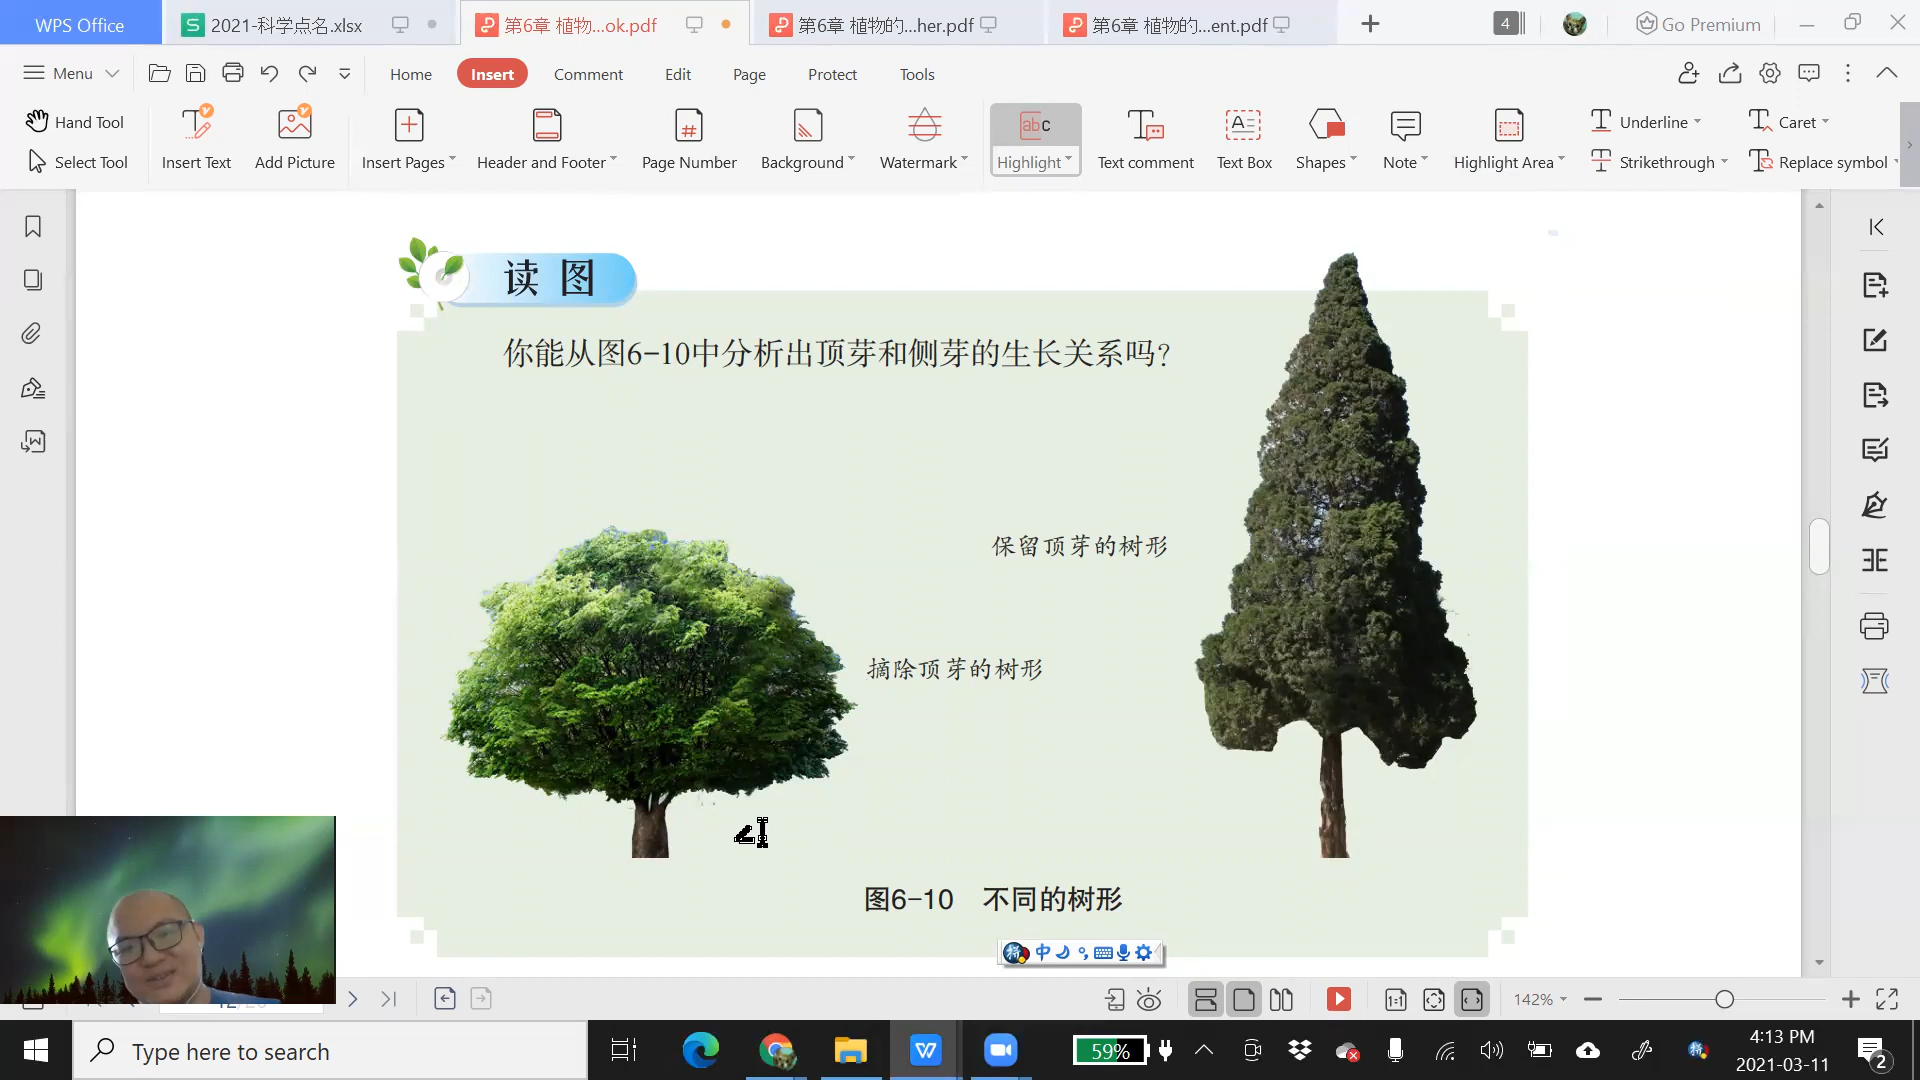 WPS Office
2021-科学点名.xlsx
第6章 植物...ok.pdf
第6章 植物的...her.pdf
第6章 植物的...ent.pdf
4
Go Premium
Menu
Home
Insert
Comment
Edit
Page
Protect
Tools
Hand Tool
Select Tool
Insert Text
Add Picture
Insert Pages
Header and Footer
Page Number
Background
Watermark
abc
Highlight
Text comment
Text Box
Shapes
Note
Highlight Area
Underline
Strikethrough
Caret
Replace symbol
读 图
你能从图6-10中分析出顶芽和侧芽的生长关系吗?
保留顶芽的树形
摘除顶芽的树形
图6-10 不同的树形
中
142%
Type here to search
59%
4:13 PM
2021-03-11
2